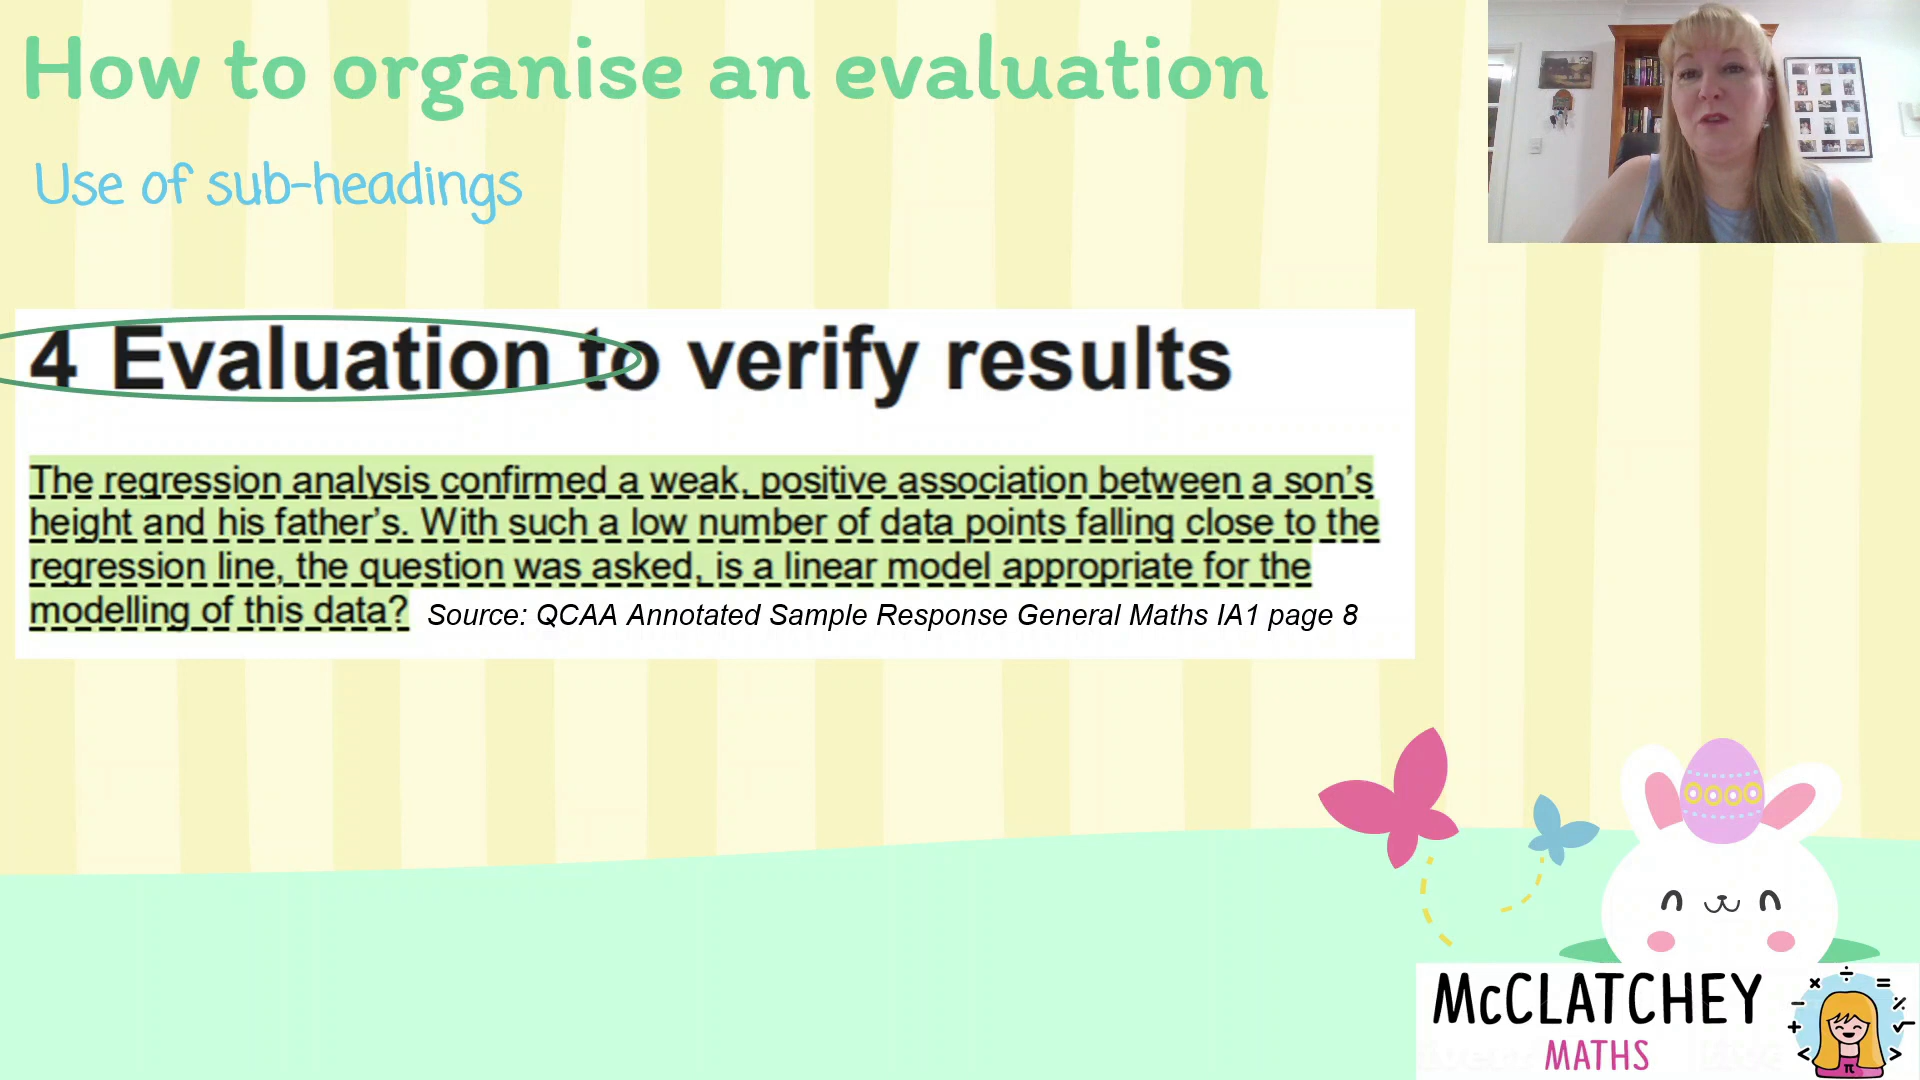 How to organise an evaluation
Use of sub-headings
4 Evaluation to verify results
The regression analysis confirmed a weak, positive association between a son's
height and his father's. With such a low number of data points falling close to the
regression line, the question was asked, is a linear model appropriate for the
modelling of this data? Source: QCAA Annotated Sample Response General Maths IA1 page 8
McCLATCHEY
MATHS